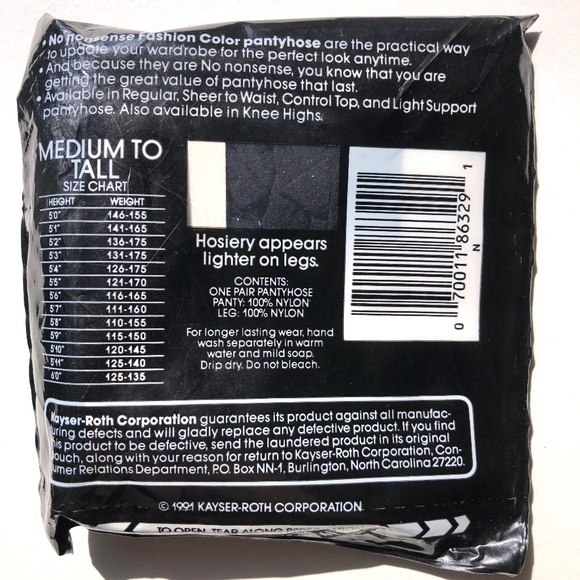 • No nonsense Fashion Color pantyhose are the practical way
to update your wardrobe for the perfect look anytime.
• And because they are No nonsense, you know that you are
getting the great value of pantyhose that last.
• Available in Regular, Sheer to Waist, Control Top, and Light Support
pantyhose. Also available in Knee Highs.
MEDIUM TO
TALL
SIZE CHART
HEIGHT WEIGHT
5'0" 146-155
5'1" 141-165
5'2" 136-175
5'3" 131-175
5'4" 126-175
5'5" 121-170
5'6" 116-165
5'7" 111-160
5'8" 110-155
5'9" 115-150
5'10" 120-145
5'11" 125-140
6'0" 125-135
Hosiery appears
lighter on legs.
CONTENTS:
ONE PAIR PANTYHOSE
PANTY: 100% NYLON
LEG: 100% NYLON
For longer lasting wear, hand
wash separately in warm
water and mild soap.
Drip dry. Do not bleach.
0 70011 86329 1
N
Kayser-Roth Corporation guarantees its product against all manufac-
turing defects and will gladly replace any defective product. If you find
this product to be defective, send the laundered product in its original
pouch, along with your reason for return to Kayser-Roth Corporation, Con-
sumer Relations Department, P.O. Box NN-1, Burlington, North Carolina 27220.
© 1991 KAYSER-ROTH CORPORATION
TO OPEN, TEAR ALONG